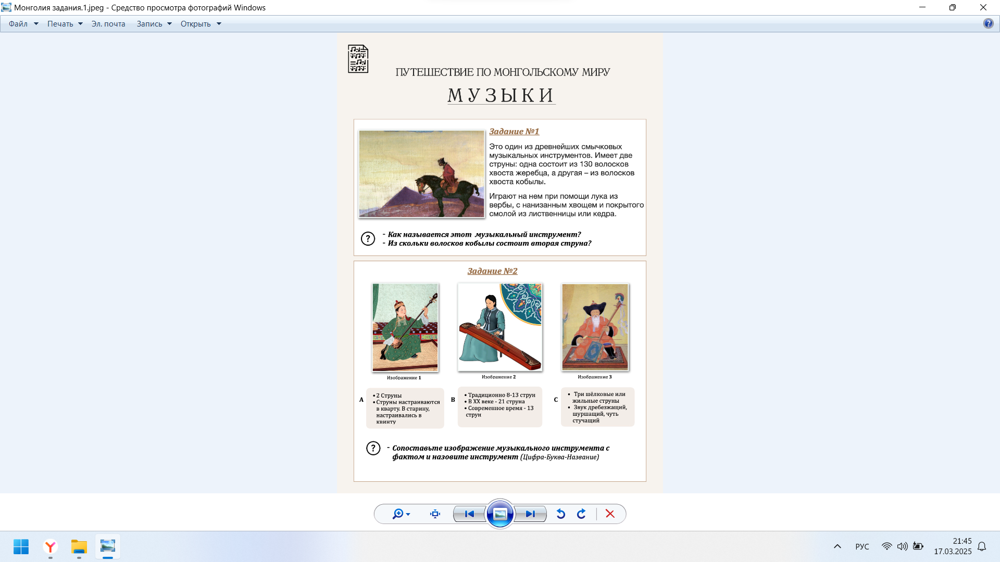 Монголия задания.1.jpeg - Средство просмотра фотографий Windows
Файл Печать Эл. почта Запись Открыть
ПУТЕШЕСТВИЕ ПО МОНГОЛЬСКОМУ МИРУ
МУЗЫКИ
Задание №1
Это один из древнейших смычковых
музыкальных инструментов. Имеет две
струны: одна состоит из 130 волосков
хвоста жеребца, а другая – из волосков
хвоста кобылы.
Играют на нем при помощи лука из
вербы, с нанизанным хвощем и покрытого
смолой из лиственницы или кедра.
? - Как называется этот музыкальный инструмент?
- Из скольки волосков кобылы состоит вторая струна?
Задание №2
Изображение 1
Изображение 2
Изображение 3
A
• 2 Струны
• Струны настраиваются
в кварту. В старину,
настраивались в
квинту
B
• Традиционно 8-13 струн
• В XX веке - 21 струна
• Современное время - 13
струн
C
• Три шёлковые или
жильные струны
• Звук дребезжащий,
шуршащий, чуть
стучащий
? - Сопоставьте изображение музыкального инструмента с
фактом и назовите инструмент (Цифра-Буква-Название)
РУС
21:45
17.03.2025